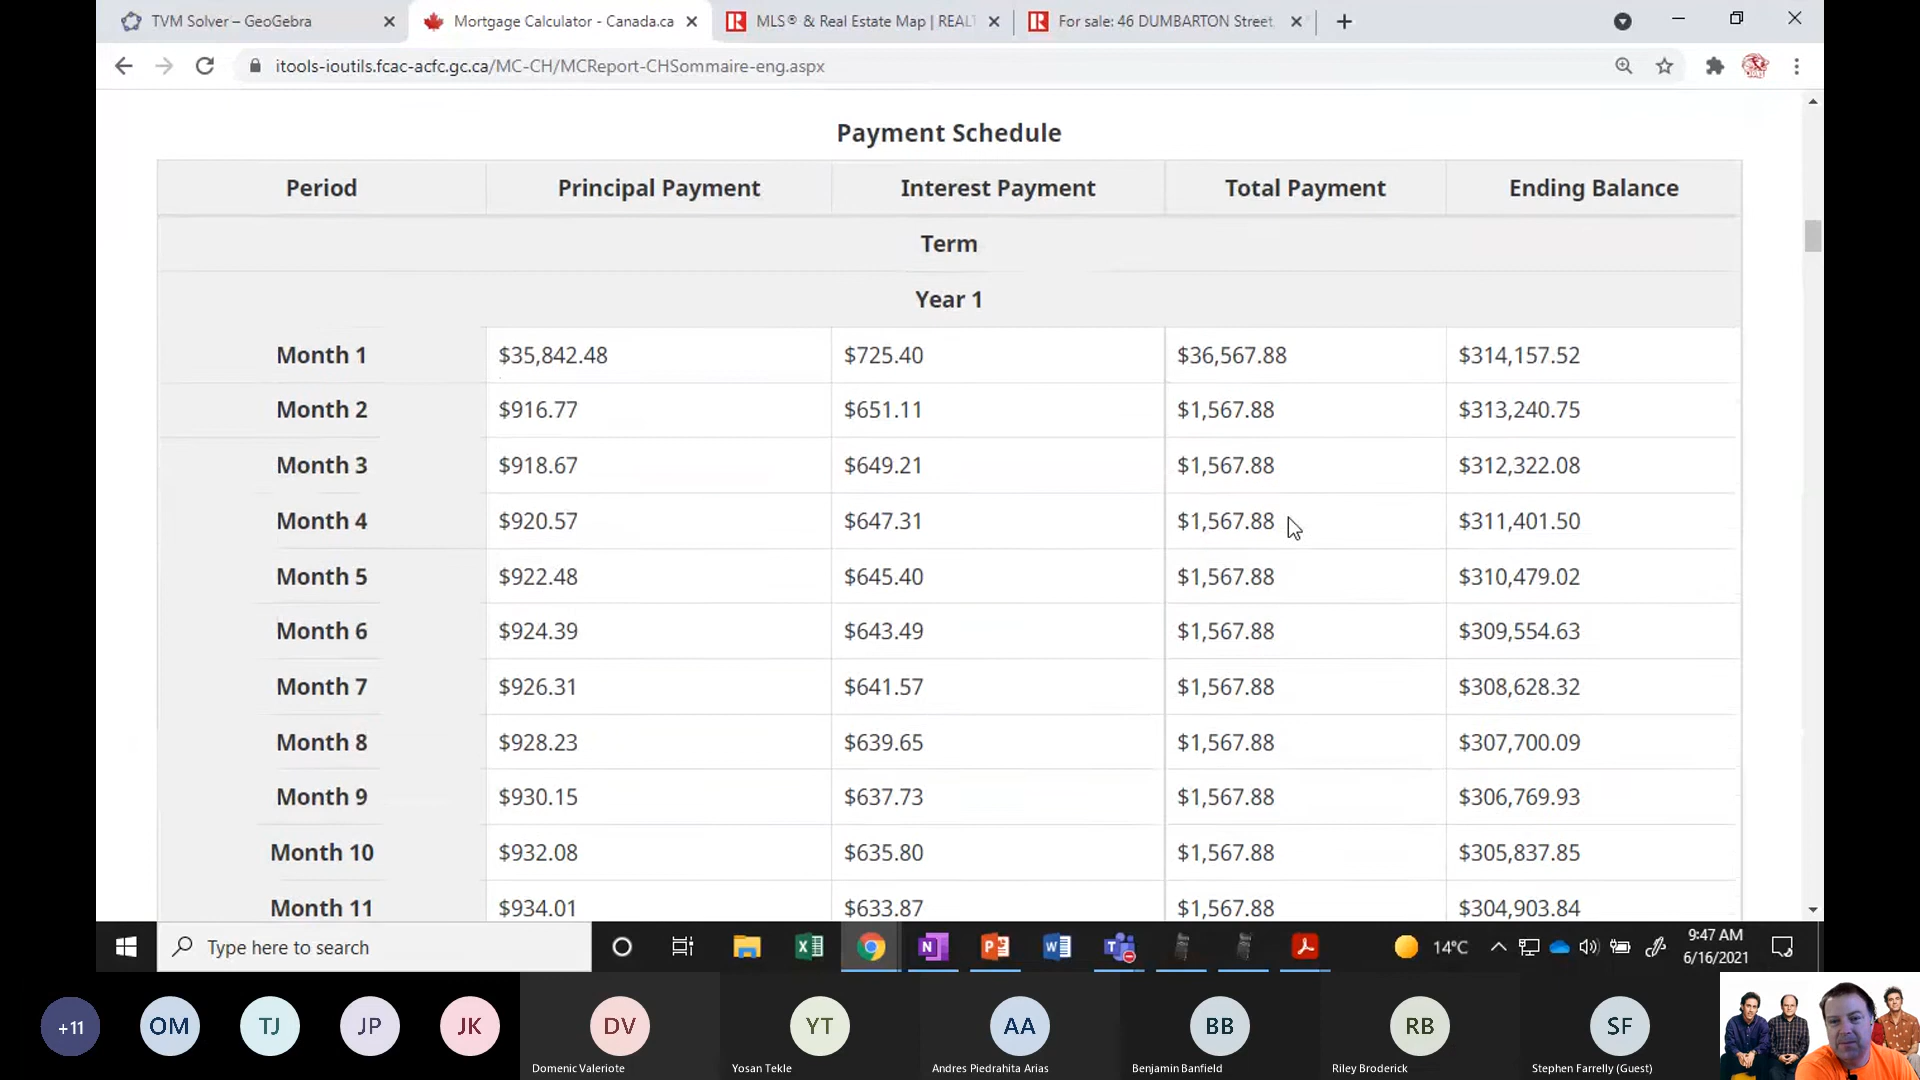 TVM Solver – GeoGebra
Mortgage Calculator - Canada.ca
MLS® & Real Estate Map | REAL
For sale: 46 DUMBARTON Street
itools-ioutils.fcac-acfc.gc.ca/MC-CH/MCReport-CHSommaire-eng.aspx
Payment Schedule
Period Principal Payment Interest Payment Total Payment Ending Balance
Term
Year 1
Month 1 $35,842.48 $725.40 $36,567.88 $314,157.52
Month 2 $916.77 $651.11 $1,567.88 $313,240.75
Month 3 $918.67 $649.21 $1,567.88 $312,322.08
Month 4 $920.57 $647.31 $1,567.88 $311,401.50
Month 5 $922.48 $645.40 $1,567.88 $310,479.02
Month 6 $924.39 $643.49 $1,567.88 $309,554.63
Month 7 $926.31 $641.57 $1,567.88 $308,628.32
Month 8 $928.23 $639.65 $1,567.88 $307,700.09
Month 9 $930.15 $637.73 $1,567.88 $306,769.93
Month 10 $932.08 $635.80 $1,567.88 $305,837.85
Month 11 $934.01 $633.87 $1,567.88 $304,903.84
Type here to search
14°C
9:47 AM
6/16/2021
+11 OM TJ JP JK DV YT AA BB RB SF
Domenic Valeriote Yosan Tekle Andres Piedrahita Arias Benjamin Banfield Riley Broderick Stephen Farrelly (Guest)